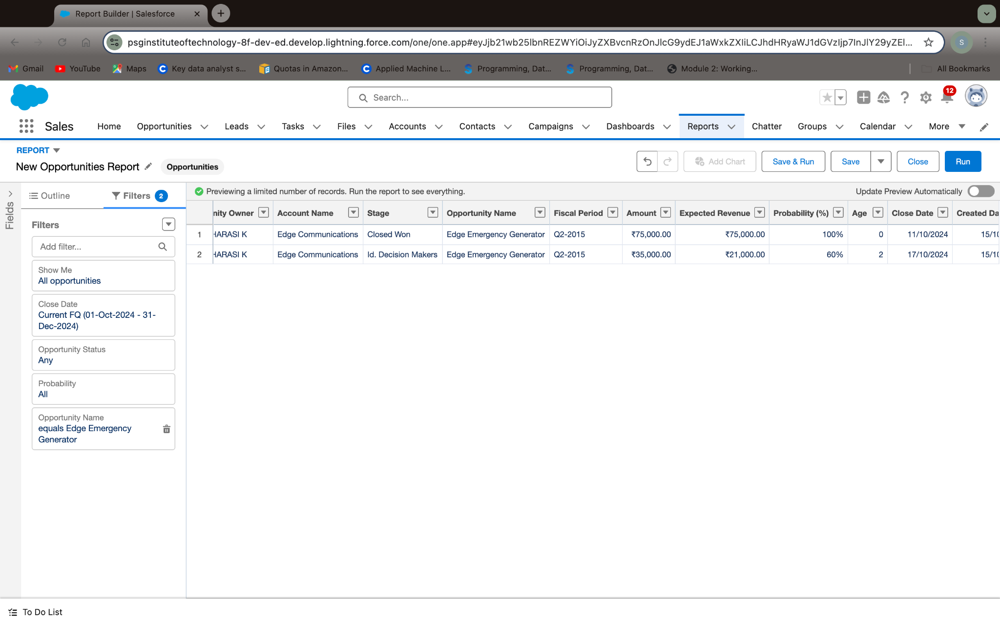 Report Builder | Salesforce
psginstituteoftechnology-8f-dev-ed.develop.lightning.force.com/one/one.app#eyJjb21wb25lbnREZWYiOiJyZXBvcnRzOnJlcG9ydEJ1aWxkZXIiLCJhdHRyaWJ1dGVzIjp7InJlY29yZEl...
S
Gmail YouTube Maps Key data analyst s... Quotas in Amazon... Applied Machine L... Programming, Dat... Programming, Dat... Module 2: Working... All Bookmarks
Search...
12
Sales Home Opportunities Leads Tasks Files Accounts Contacts Campaigns Dashboards Reports Chatter Groups Calendar More
REPORT
New Opportunities Report Opportunities
Add Chart Save & Run Save Close Run
Fields
Outline Filters 2
Previewing a limited number of records. Run the report to see everything. Update Preview Automatically
nity Owner Account Name Stage Opportunity Name Fiscal Period Amount Expected Revenue Probability (%) Age Close Date Created Da
1 HARASI K Edge Communications Closed Won Edge Emergency Generator Q2-2015 ₹75,000.00 ₹75,000.00 100% 0 11/10/2024 15/10
2 HARASI K Edge Communications Id. Decision Makers Edge Emergency Generator Q2-2015 ₹35,000.00 ₹21,000.00 60% 2 17/10/2024 15/10
Filters
Add filter...
Show Me
All opportunities
Close Date
Current FQ (01-Oct-2024 - 31-
Dec-2024)
Opportunity Status
Any
Probability
All
Opportunity Name
equals Edge Emergency
Generator
To Do List